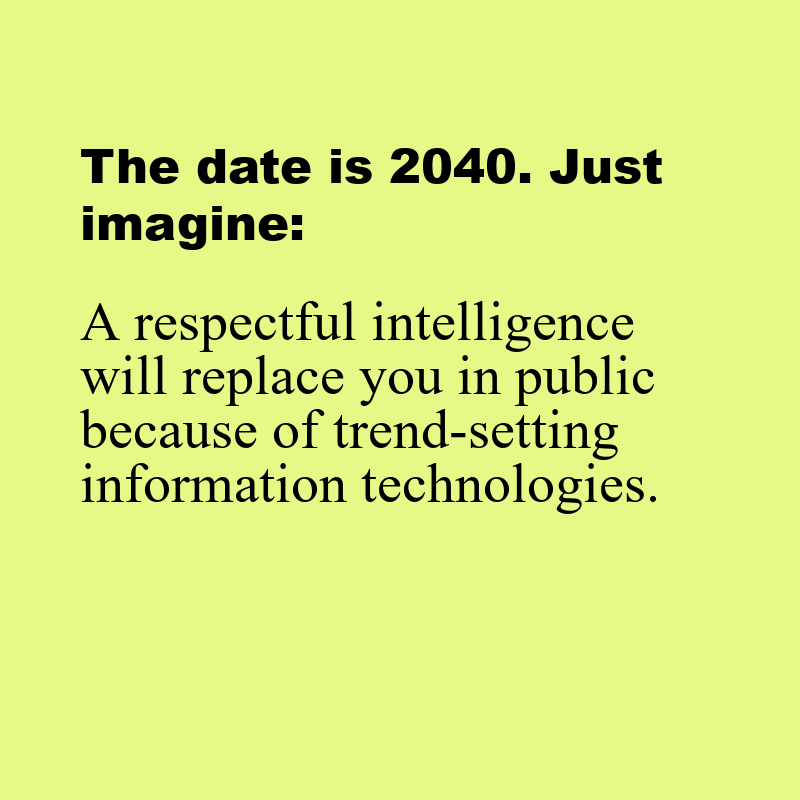 The date is 2040. Just
imagine:
A respectful intelligence
will replace you in public
because of trend-setting
information technologies.